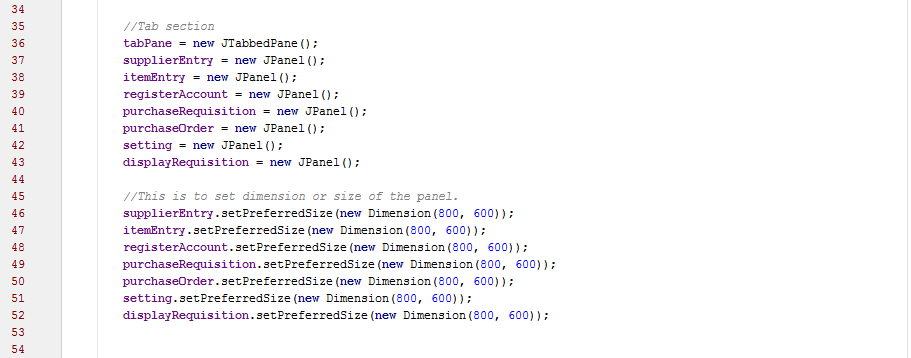 34
35 //Tab section
36 tabPane = new JTabbedPane();
37 supplierEntry = new JPanel();
38 itemEntry = new JPanel();
39 registerAccount = new JPanel();
40 purchaseRequisition = new JPanel();
41 purchaseOrder = new JPanel();
42 setting = new JPanel();
43 displayRequisition = new JPanel();
44
45 //This is to set dimension or size of the panel.
46 supplierEntry.setPreferredSize(new Dimension(800, 600));
47 itemEntry.setPreferredSize(new Dimension(800, 600));
48 registerAccount.setPreferredSize(new Dimension(800, 600));
49 purchaseRequisition.setPreferredSize(new Dimension(800, 600));
50 purchaseOrder.setPreferredSize(new Dimension(800, 600));
51 setting.setPreferredSize(new Dimension(800, 600));
52 displayRequisition.setPreferredSize(new Dimension(800, 600));
53
54